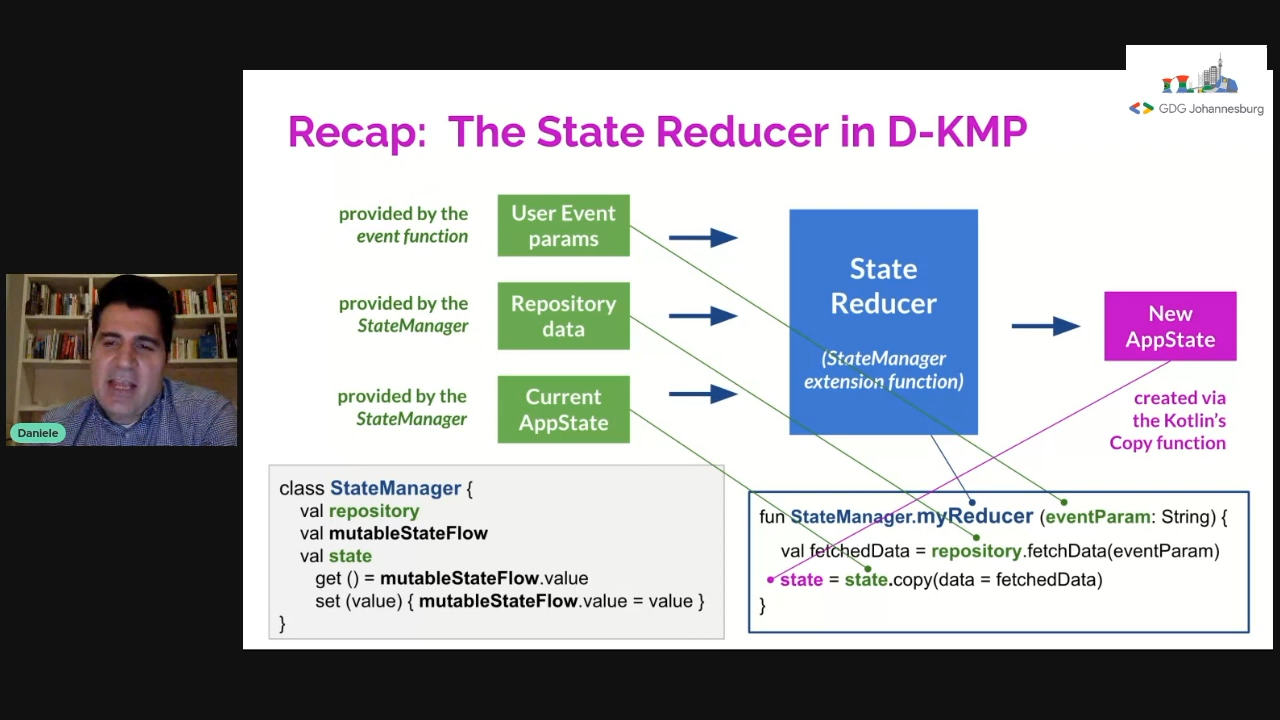 GDG Johannesburg
Recap: The State Reducer in D-KMP
provided by the
event function
User Event
params
provided by the
StateManager
Repository
data
provided by the
StateManager
Current
AppState
State
Reducer
(StateManager
extension function)
New
AppState
created via
the Kotlin's
Copy function
Daniele
class StateManager {
val repository
val mutableStateFlow
val state
get () = mutableStateFlow.value
set (value) { mutableStateFlow.value = value }
}
fun StateManager.myReducer (eventParam: String) {
val fetchedData = repository.fetchData(eventParam)
state = state.copy(data = fetchedData)
}